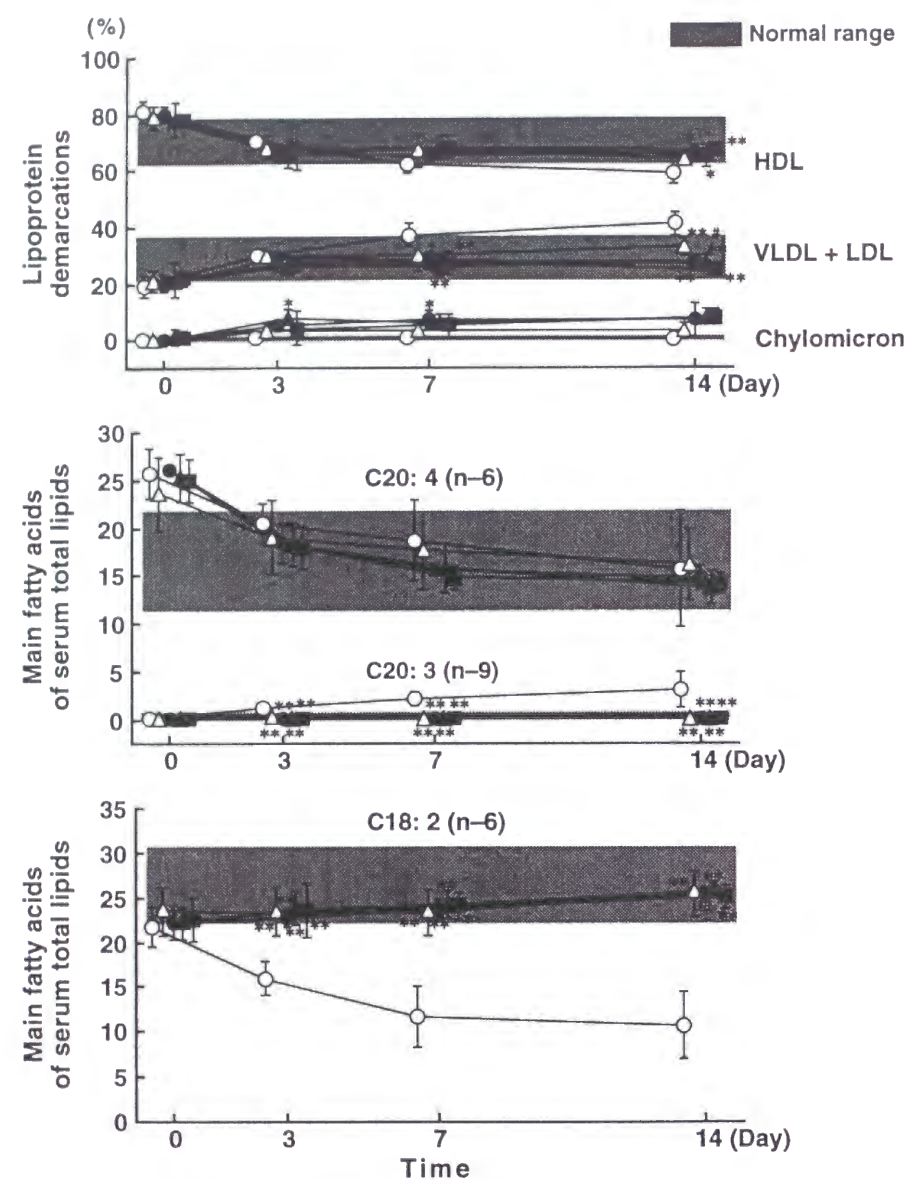 (%)
Normal range
100
80
60
40
20
0
Lipoprotein
demarcations
**
HDL
*
** *
**
VLDL + LDL
**
**
**
*
*
Chylomicron
0 3 7 14 (Day)
30
25
20
15
10
5
0
Main fatty acids
of serum total lipids
C20: 4 (n–6)
C20: 3 (n–9)
** **
** **
****
** **
** **
** **
0 3 7 14 (Day)
35
30
25
20
15
10
5
0
Main fatty acids
of serum total lipids
C18: 2 (n–6)
** ** **
0 3 7 14 (Day)
Time